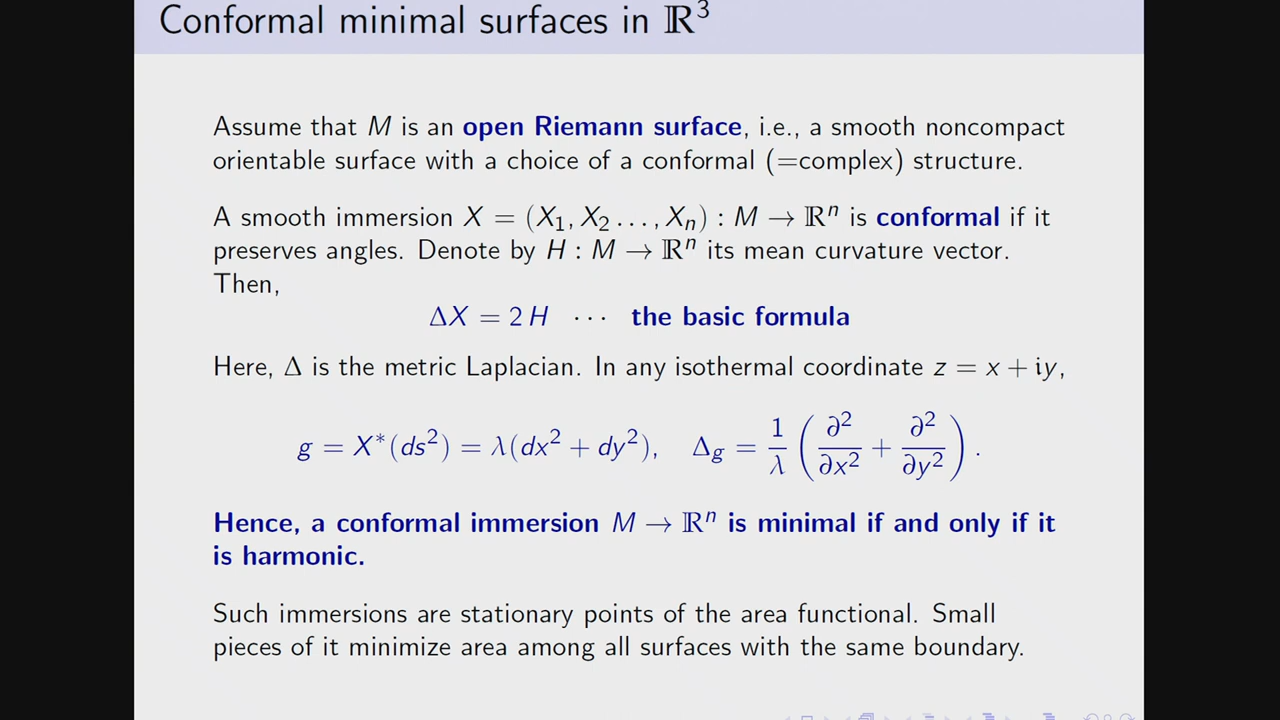 Conformal minimal surfaces in ℝ³
Assume that M is an open Riemann surface, i.e., a smooth noncompact
orientable surface with a choice of a conformal (=complex) structure.
A smooth immersion X = (X₁, X₂ . . . , Xₙ) : M → ℝⁿ is conformal if it
preserves angles. Denote by H : M → ℝⁿ its mean curvature vector.
Then,
ΔX = 2 H ··· the basic formula
Here, Δ is the metric Laplacian. In any isothermal coordinate z = x + iy,
g = X*(ds²) = λ(dx² + dy²), Δ_g = 1/λ (∂²/∂x² + ∂²/∂y²) .
Hence, a conformal immersion M → ℝⁿ is minimal if and only if it
is harmonic.
Such immersions are stationary points of the area functional. Small
pieces of it minimize area among all surfaces with the same boundary.